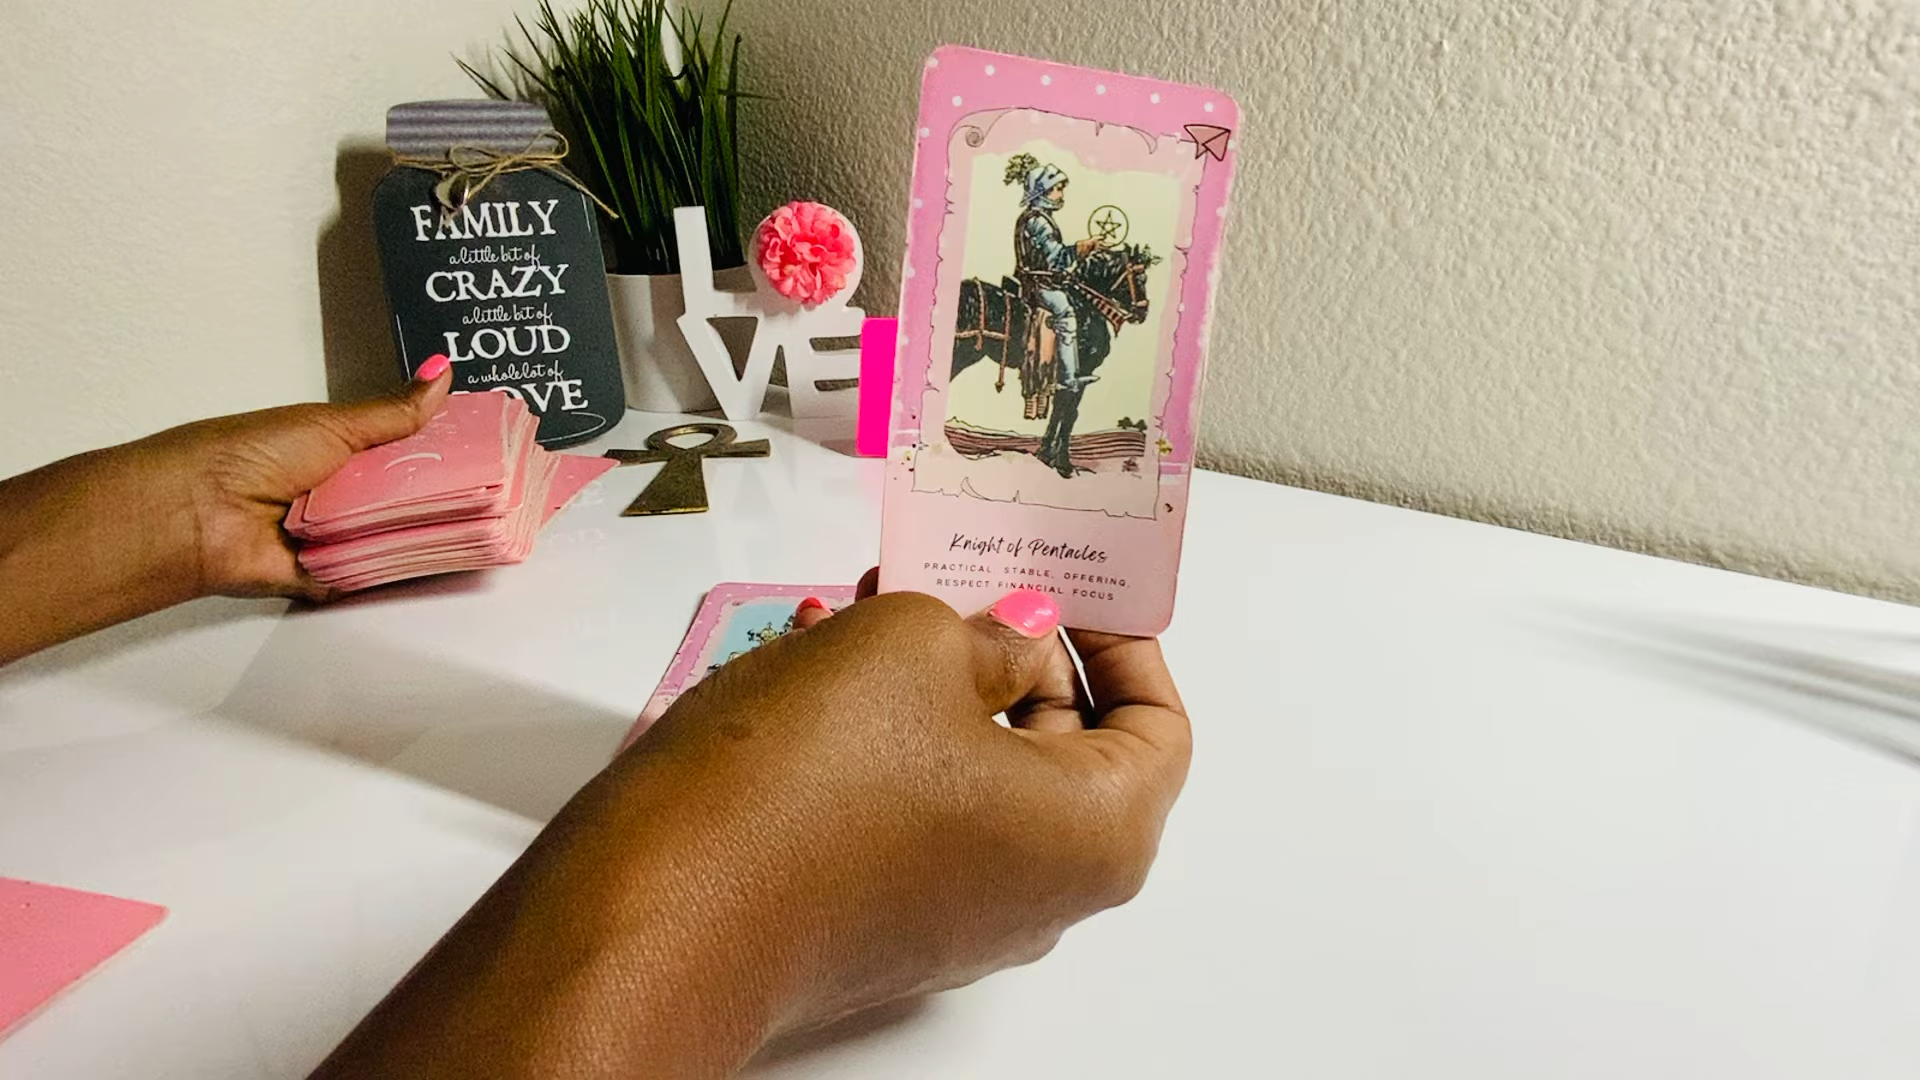 FAMILY
a little bit of
CRAZY
a little bit of
LOUD
a whole lot of
LOVE
Knight of Pentacles
PRACTICAL, STABLE, OFFERING,
RESPECT FINANCIAL FOCUS